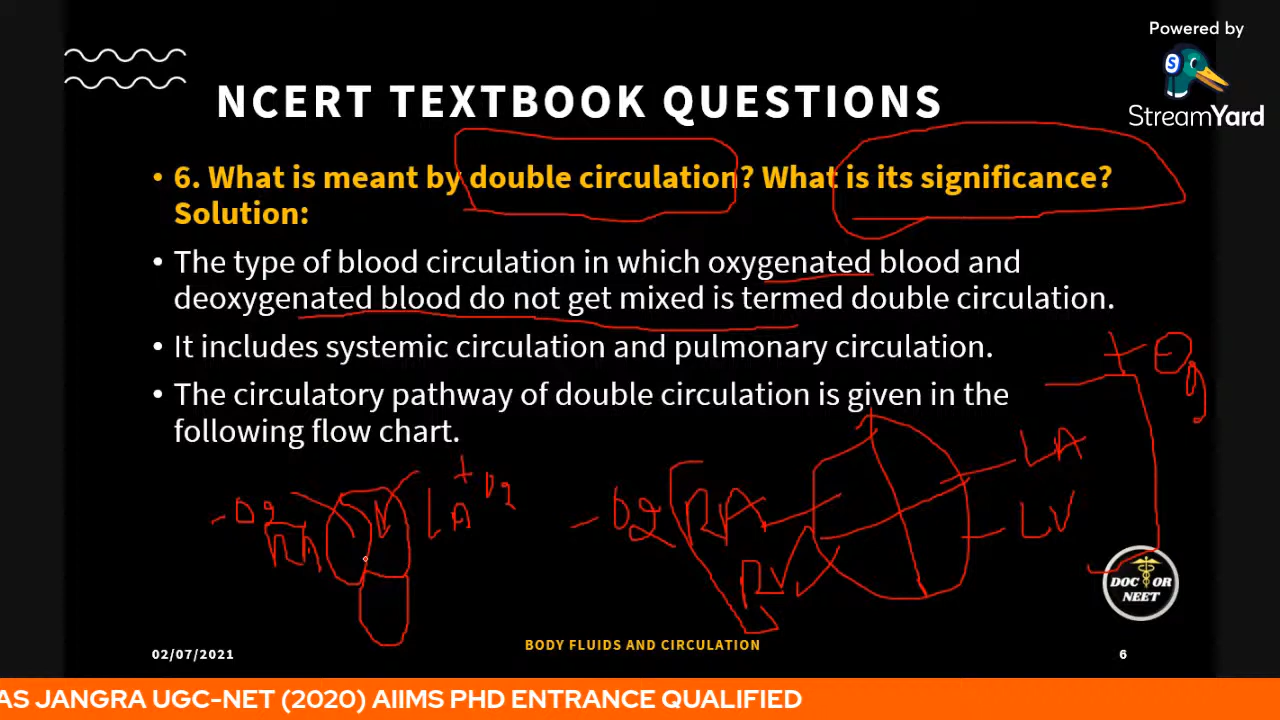 Powered by
StreamYard
NCERT TEXTBOOK QUESTIONS
• 6. What is meant by double circulation? What is its significance?
Solution:
• The type of blood circulation in which oxygenated blood and
deoxygenated blood do not get mixed is termed double circulation.
• It includes systemic circulation and pulmonary circulation.
• The circulatory pathway of double circulation is given in the
following flow chart.
LA
LV
RA
RV
RA
LA
DOCTOR
NEET
02/07/2021
BODY FLUIDS AND CIRCULATION
6
AS JANGRA UGC-NET (2020) AIIMS PHD ENTRANCE QUALIFIED